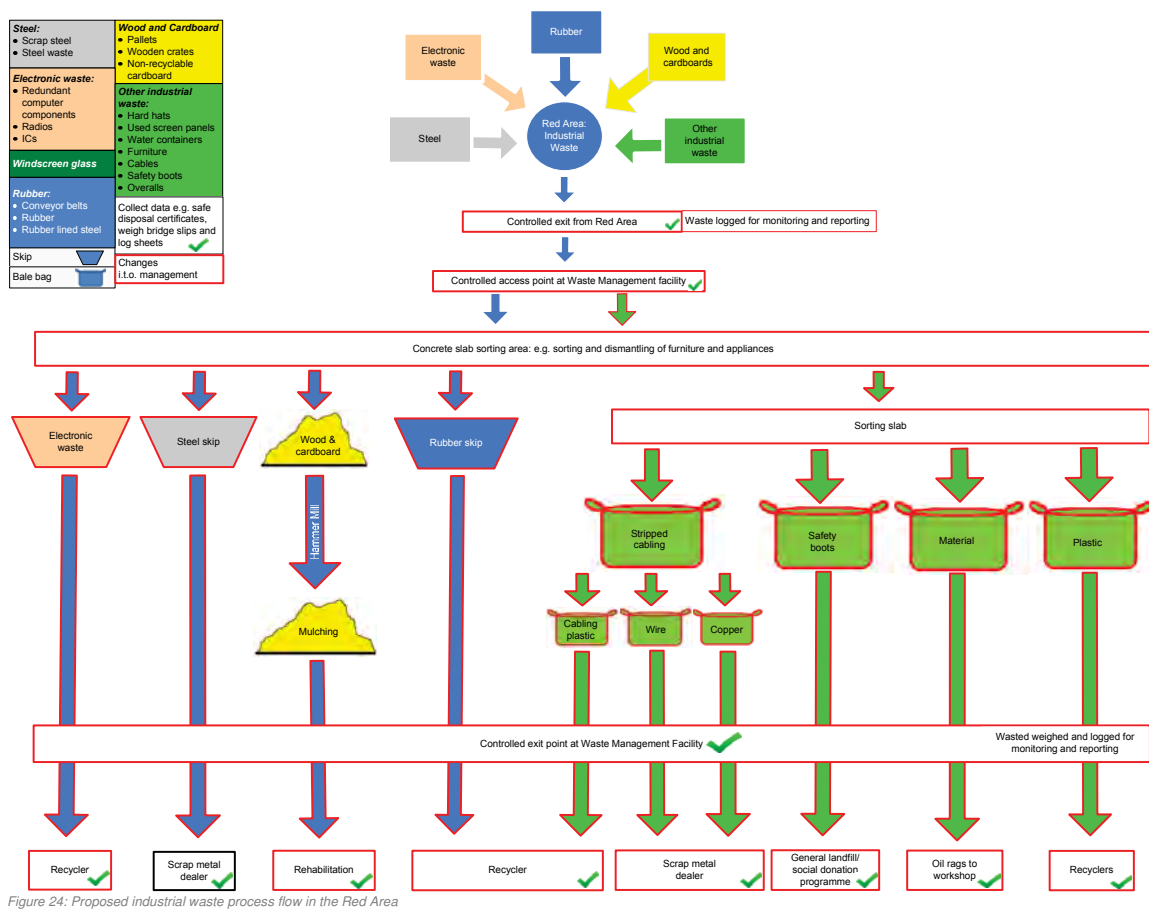 Steel:
• Scrap steel
• Steel waste
Electronic waste:
• Redundant
computer
components
• Radios
• ICs
Windscreen glass
Rubber:
• Conveyor belts
• Rubber
• Rubber lined steel
Skip
Bale bag
Wood and Cardboard
• Pallets
• Wooden crates
• Non-recyclable
cardboard
Other industrial
waste:
• Hard hats
• Used screen panels
• Water containers
• Furniture
• Cables
• Safety boots
• Overalls
Collect data e.g. safe
disposal certificates,
weigh bridge slips and
log sheets
Changes
i.t.o. management
Rubber
Electronic
waste
Wood and
cardboards
Steel
Red Area:
Industrial
Waste
Other
industrial
waste
Controlled exit from Red Area
Waste logged for monitoring and reporting
Controlled access point at Waste Management facility
Concrete slab sorting area: e.g. sorting and dismantling of furniture and appliances
Electronic
waste
Steel skip
Wood &
cardboard
Rubber skip
Sorting slab
Hammer Mill
Stripped
cabling
Safety
boots
Material
Plastic
Mulching
Cabling
plastic
Wire
Copper
Controlled exit point at Waste Management Facility
Wasted weighed and logged for
monitoring and reporting
Recycler
Scrap metal
dealer
Rehabilitation
Recycler
Scrap metal
dealer
General landfill/
social donation
programme
Oil rags to
workshop
Recyclers
Figure 24: Proposed industrial waste process flow in the Red Area